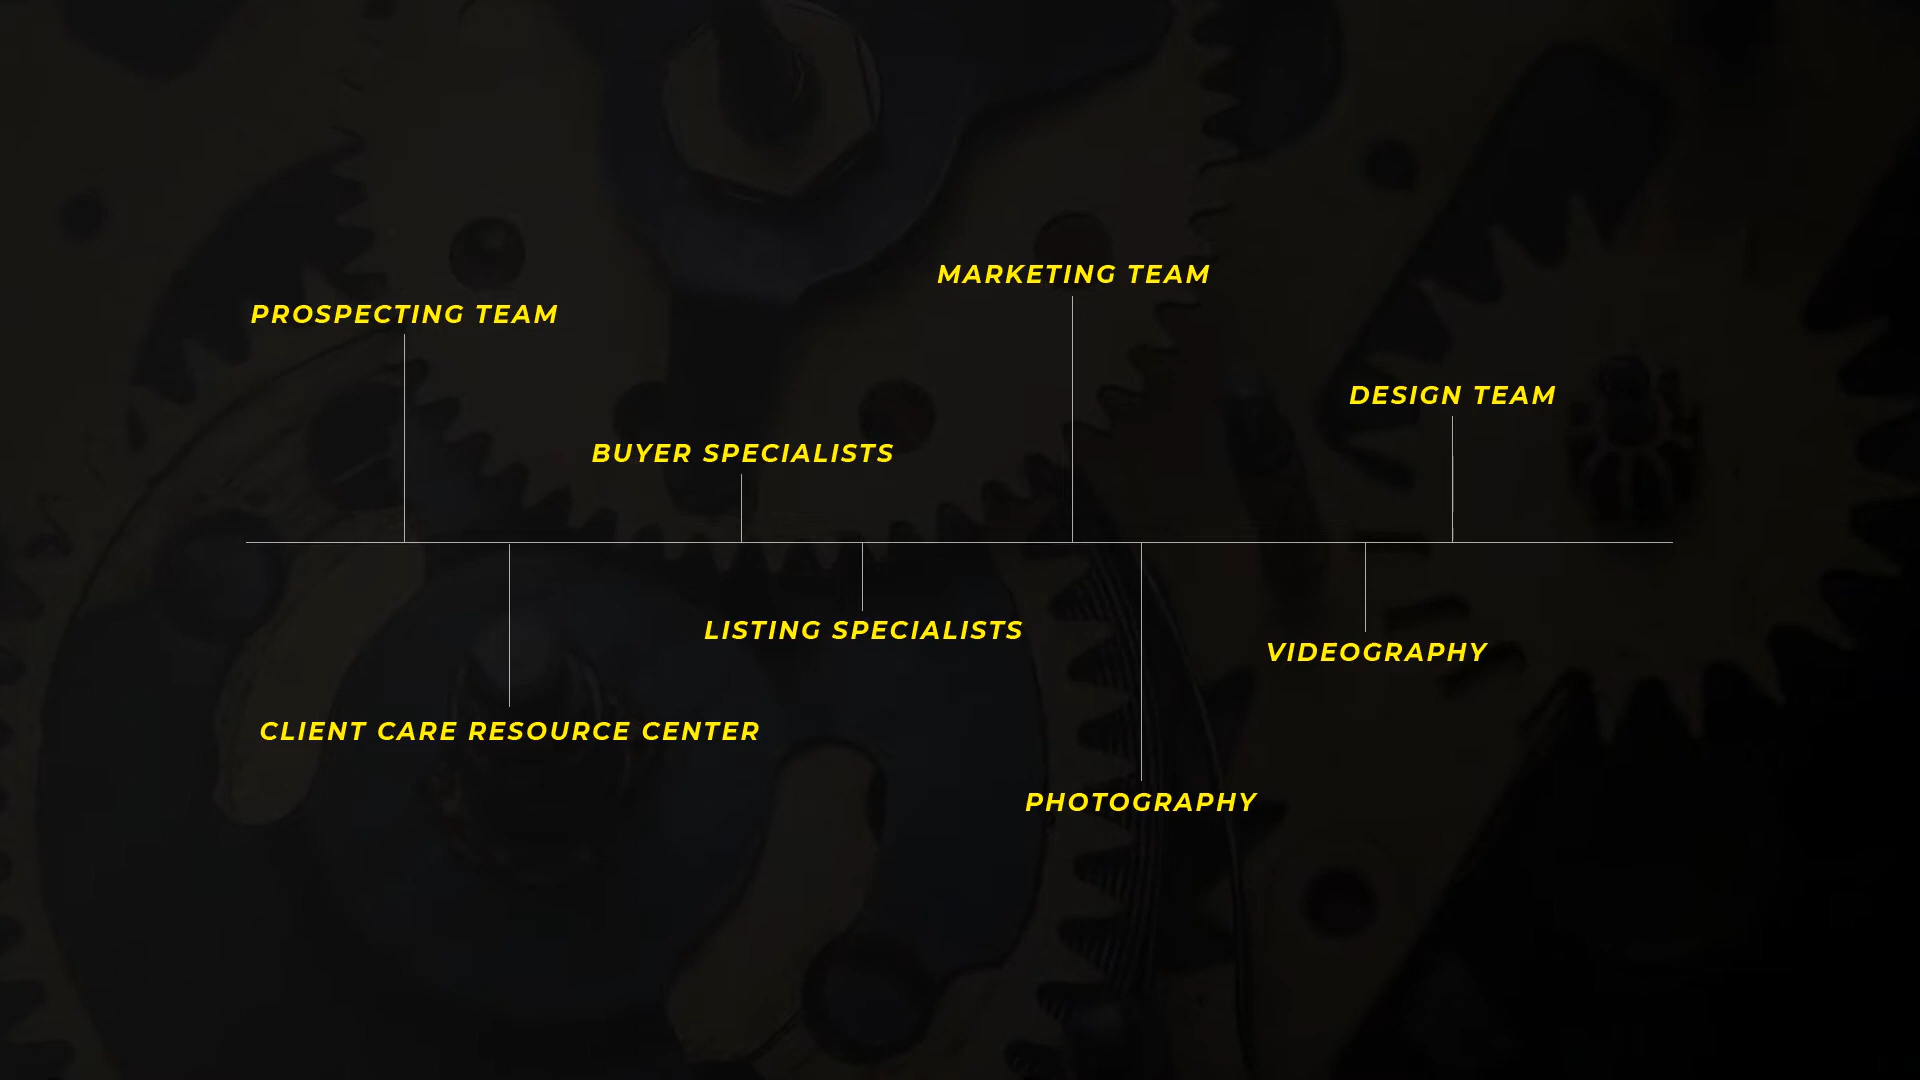 MARKETING TEAM
PROSPECTING TEAM
DESIGN TEAM
BUYER SPECIALISTS
LISTING SPECIALISTS
VIDEOGRAPHY
CLIENT CARE RESOURCE CENTER
PHOTOGRAPHY